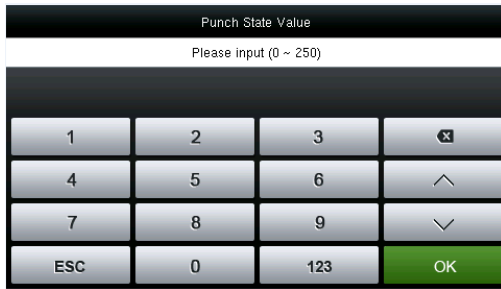 Punch State Value
Please input (0 ~ 250)
1 2 3
4 5 6
7 8 9
ESC 0 123 OK